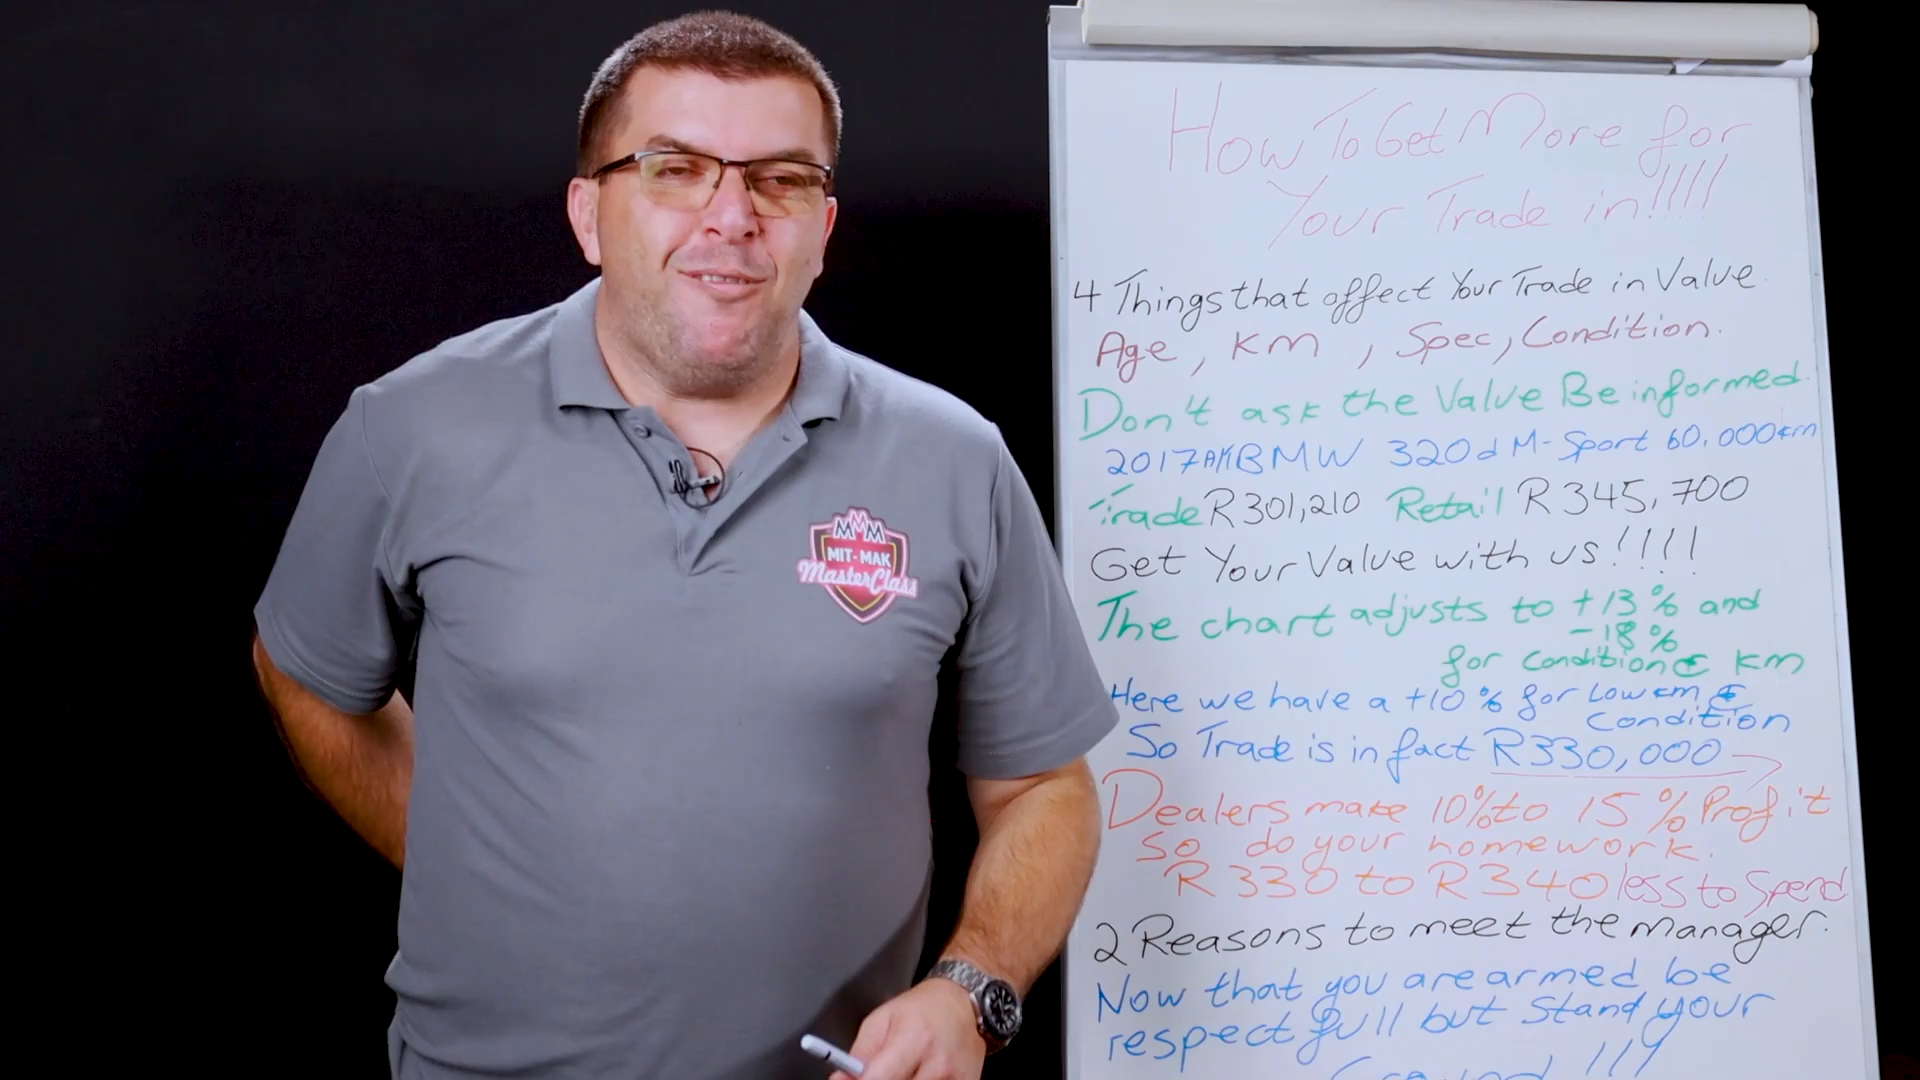 How To Get More for
Your Trade in!!!!
4 Things that affect Your Trade in Value.
Age, KM, Spec, Condition.
Don't ask the Value Be informed.
2017 BMW 320d M-Sport 60.000km
Trade R301,210 Retail R345,700
Get Your Value with us!!!!
The chart adjusts to +13% and
-18%
for condition & KM
Here we have a +10% for Low km &
Condition
So Trade is in fact R330,000
Dealers make 10% to 15% Profit
So do your homework.
R330 to R340 less to Spend
2 Reasons to meet the manager.
Now that you are armed be
respectfull but Stand your
Ground !!!
MMM
MIT-MAK
MasterClass